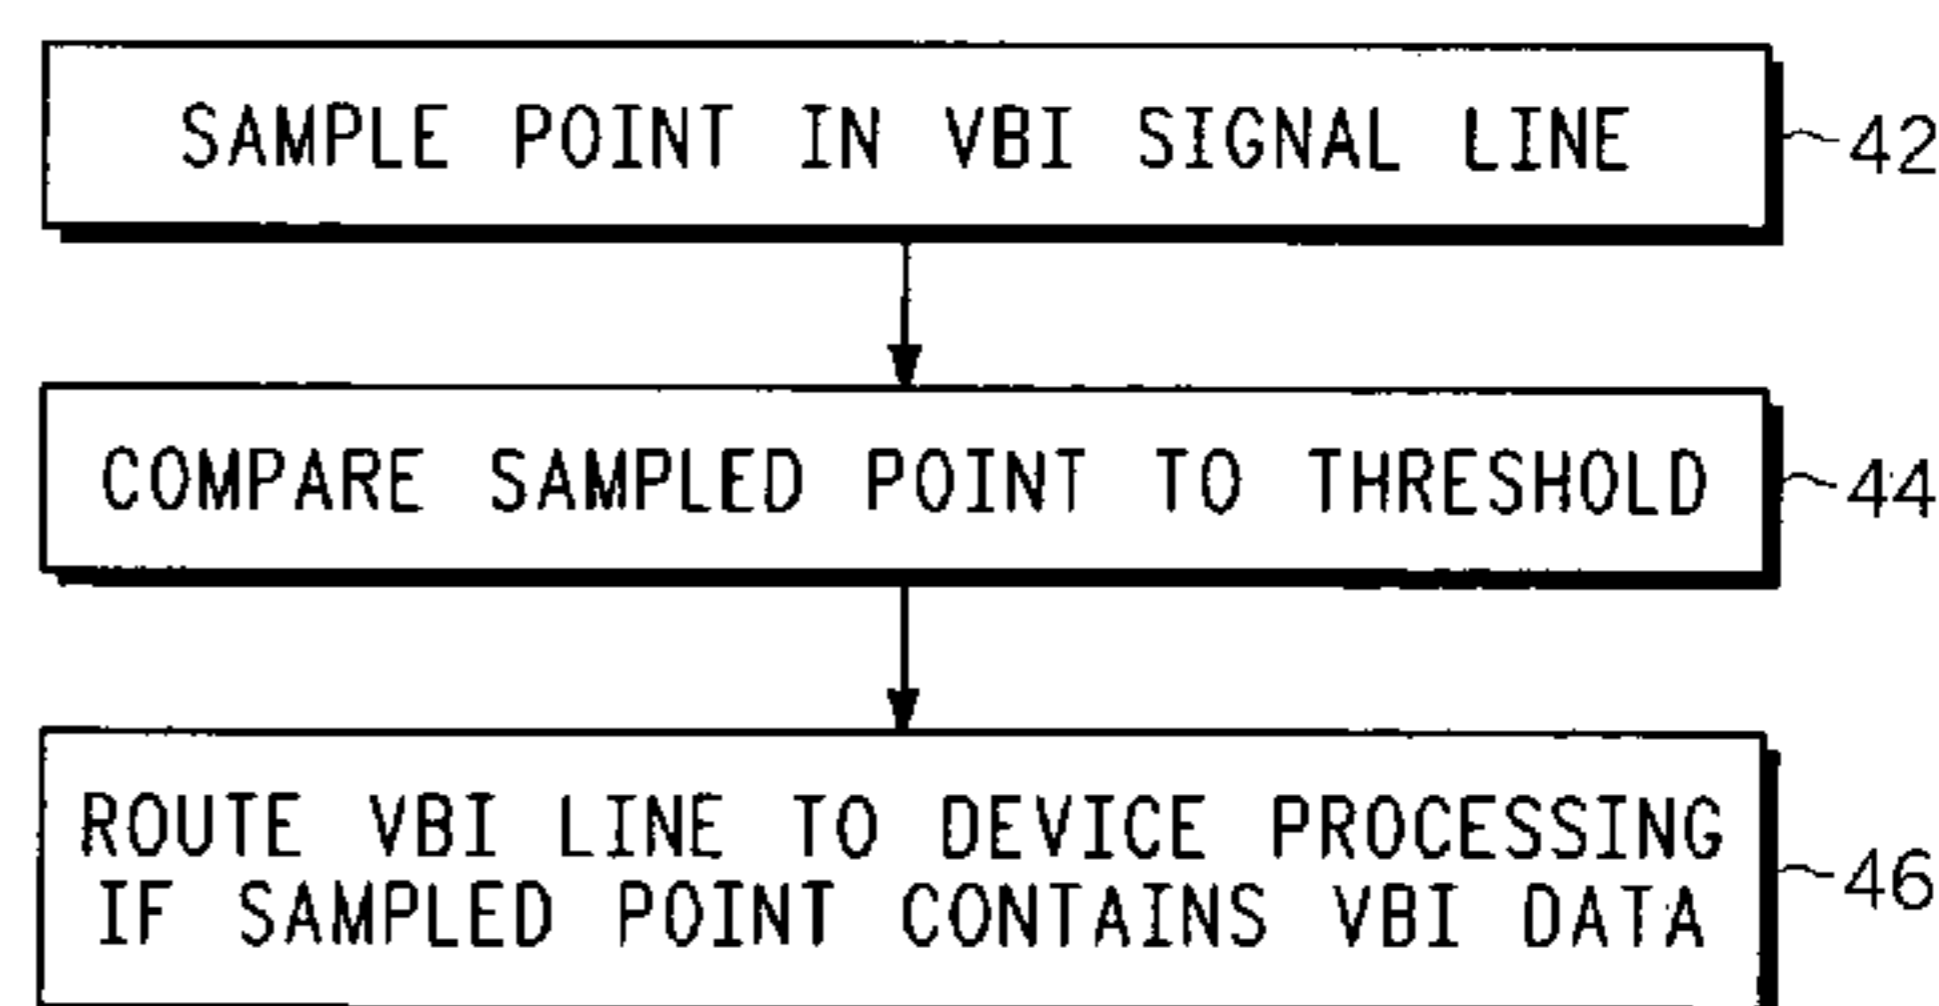 SAMPLE POINT IN VBI SIGNAL LINE
42
COMPARE SAMPLED POINT TO THRESHOLD
44
ROUTE VBI LINE TO DEVICE PROCESSING
IF SAMPLED POINT CONTAINS VBI DATA
46